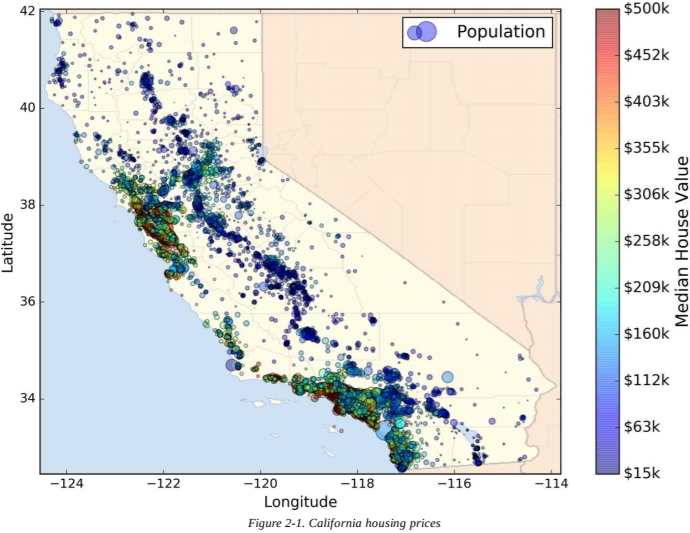 42
40
38
36
34
Latitude
−124
−122
−120
−118
−116
−114
Longitude
Population
$500k
$452k
$403k
$355k
$306k
$258k
$209k
$160k
$112k
$63k
$15k
Median House Value
Figure 2-1. California housing prices